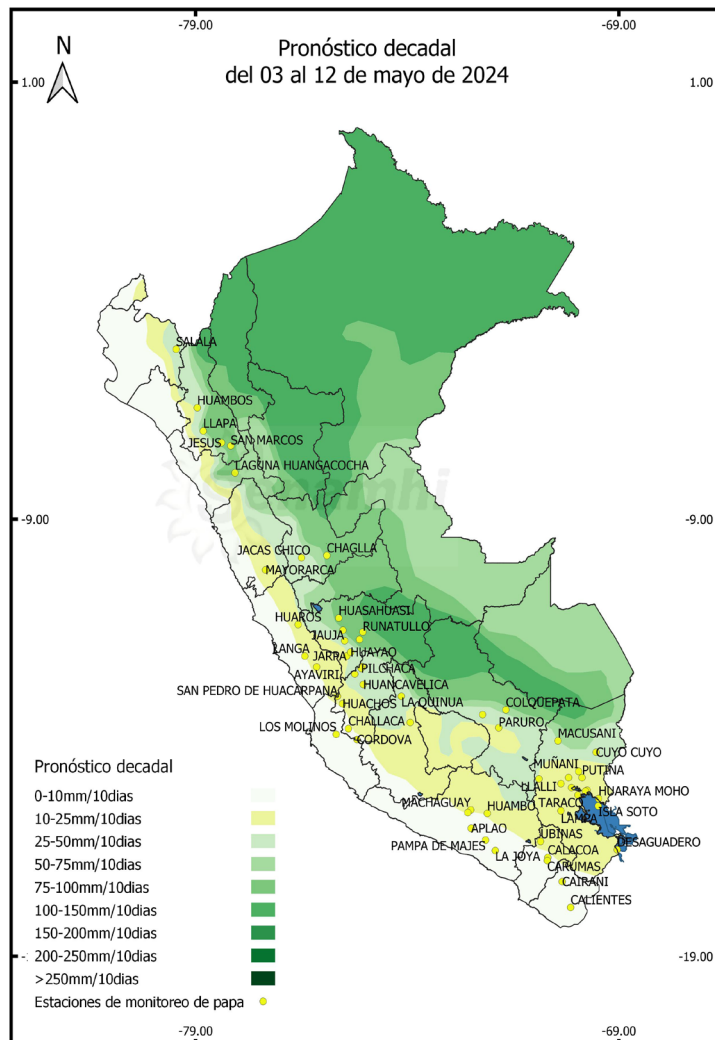 -79.00 -69.00
N
Pronóstico decadal
del 03 al 12 de mayo de 2024
1.00 1.00
SALALA
HUAMBOS
LLAPA
JESUS SAN MARCOS
LAGUNA HUANGACOCHA
Senamhi
-9.00 -9.00
JACAS CHICO CHAGLLA
MAYORARCA
HUASAHUASI
HUAROS RUNATULLO
JAUJA
LANGA JARPA HUAYAO
AYAVIRI PILCHACA
HUANCAVELICA
SAN PEDRO DE HUACARPANA LA QUINUA COLQUEPATA
HUACHOS
LOS MOLINOS CHALLACA PARURO
CORDOVA MACUSANI
CUYO CUYO
Pronóstico decadal
MUÑANI PUTINA
LLALLI
0-10mm/10dias HUARAYA MOHO
10-25mm/10dias MACHAGUAY HUAMBO TARACO ISLA SOTO
LAMPA
25-50mm/10dias APLAO
50-75mm/10dias PAMPA DE MAJES UBINAS DESAGUADERO
LA JOYA CALACOA
75-100mm/10dias CARUMAS
CAIRANI
100-150mm/10dias CALIENTES
150-200mm/10dias
200-250mm/10dias -19.00
>250mm/10dias
Estaciones de monitoreo de papa
-79.00 -69.00